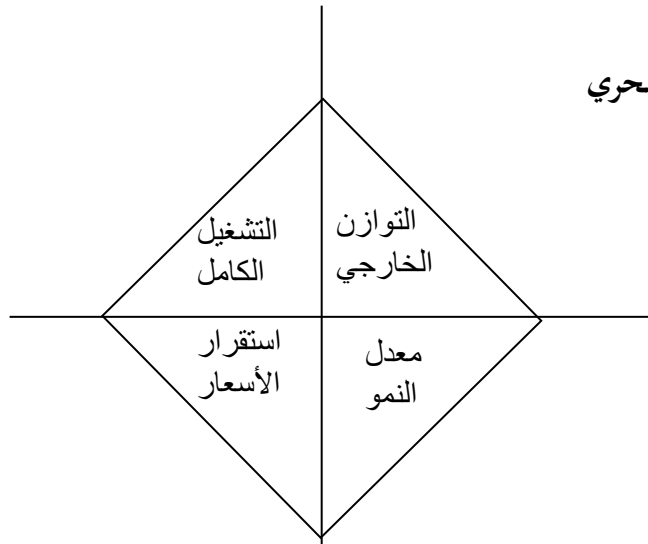 التوازن
الخارجي
التشغيل
الكامل
معدل
النمو
استقرار
الأسعار